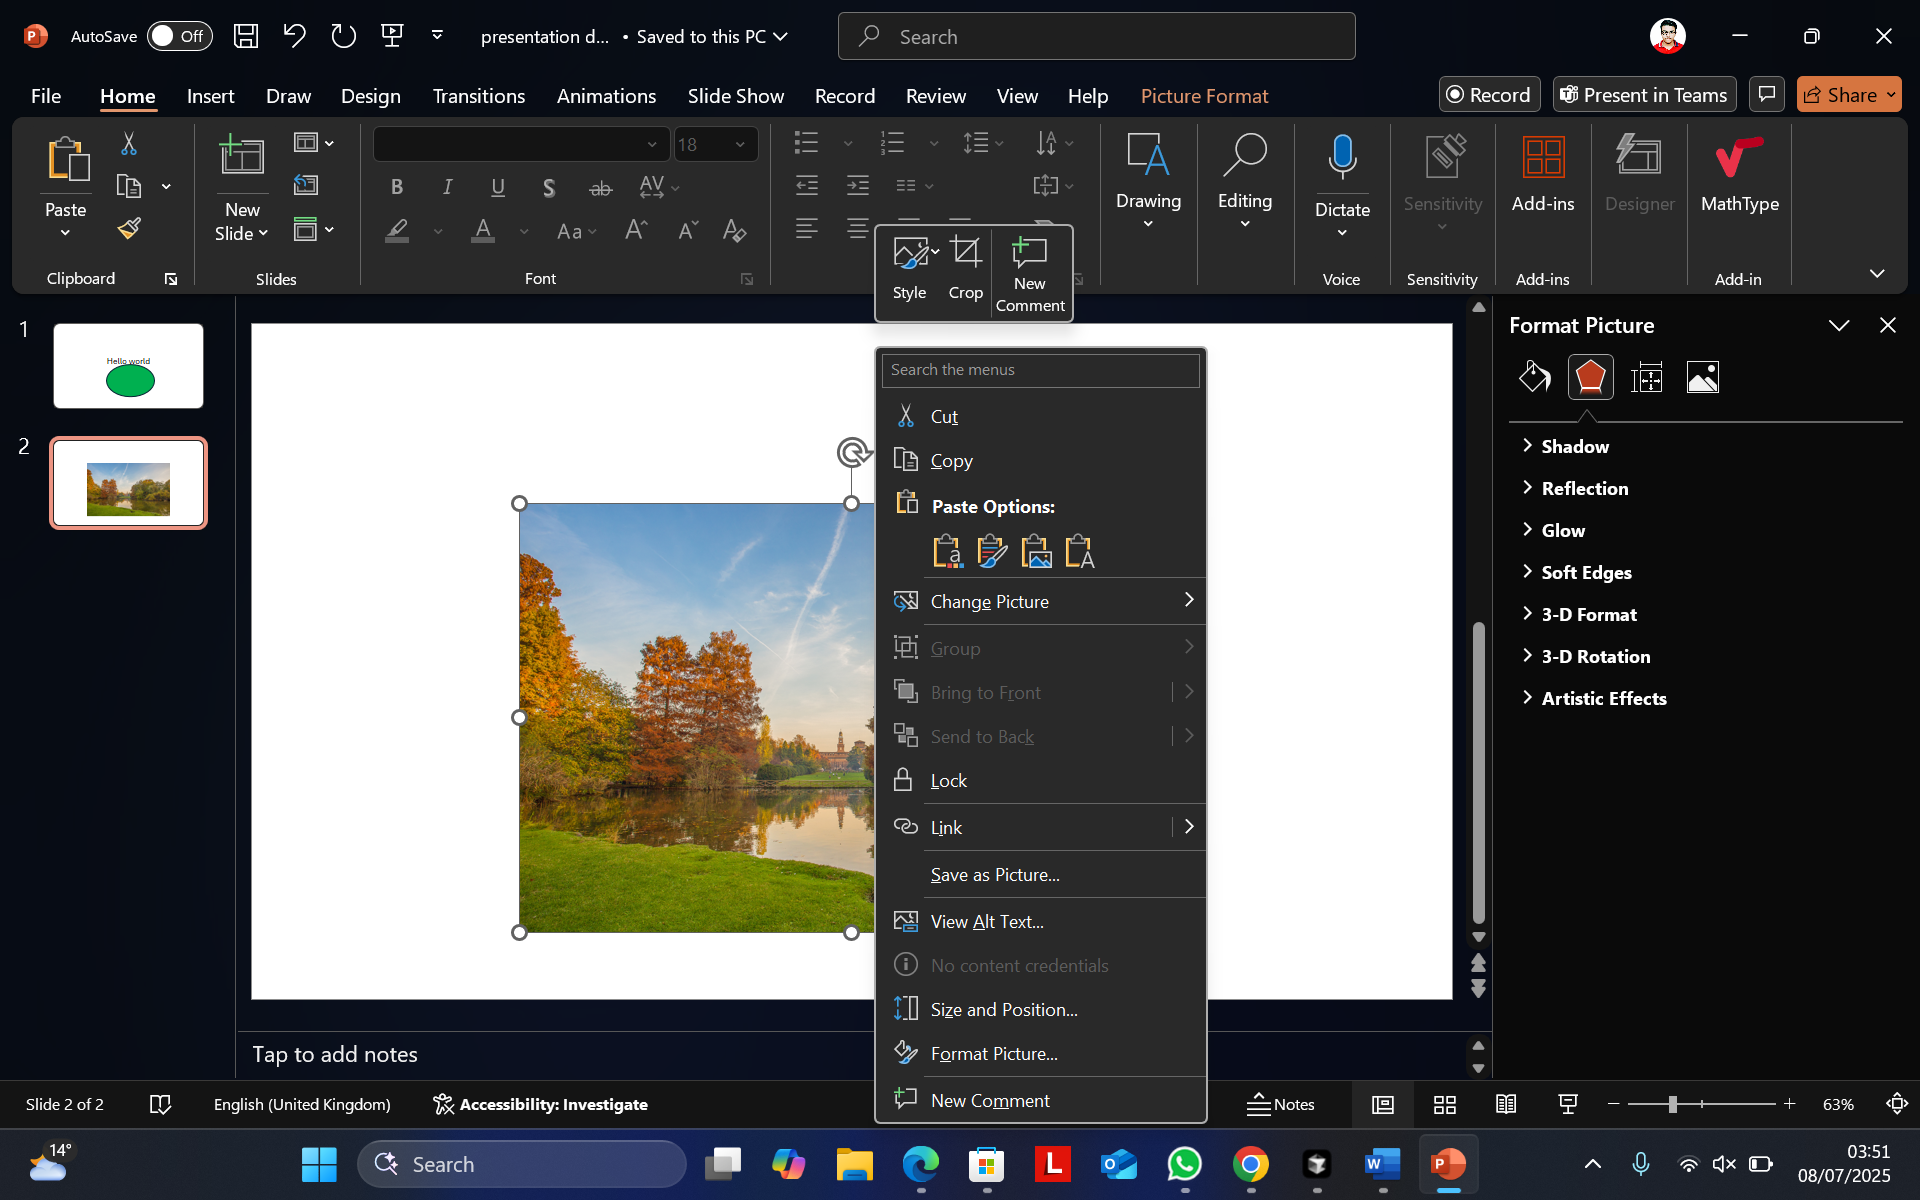 AutoSave Off presentation d... • Saved to this PC Search
File Home Insert Draw Design Transitions Animations Slide Show Record Review View Help Picture Format Record Present in Teams Share
Paste
New
Slide
18
Drawing
Editing
Dictate
Sensitivity
Add-ins
Designer
MathType
Clipboard
Slides
Font
Voice
Sensitivity
Add-ins
Add-in
Style
Crop
New
Comment
1
Hello world
2
Search the menus
Cut
Copy
Paste Options:
Change Picture
Group
Bring to Front
Send to Back
Lock
Link
Save as Picture...
View Alt Text...
No content credentials
Size and Position...
Format Picture...
New Comment
Format Picture
Shadow
Reflection
Glow
Soft Edges
3-D Format
3-D Rotation
Artistic Effects
Tap to add notes
Slide 2 of 2 English (United Kingdom) Accessibility: Investigate Notes 63%
14°
Search
03:51
08/07/2025